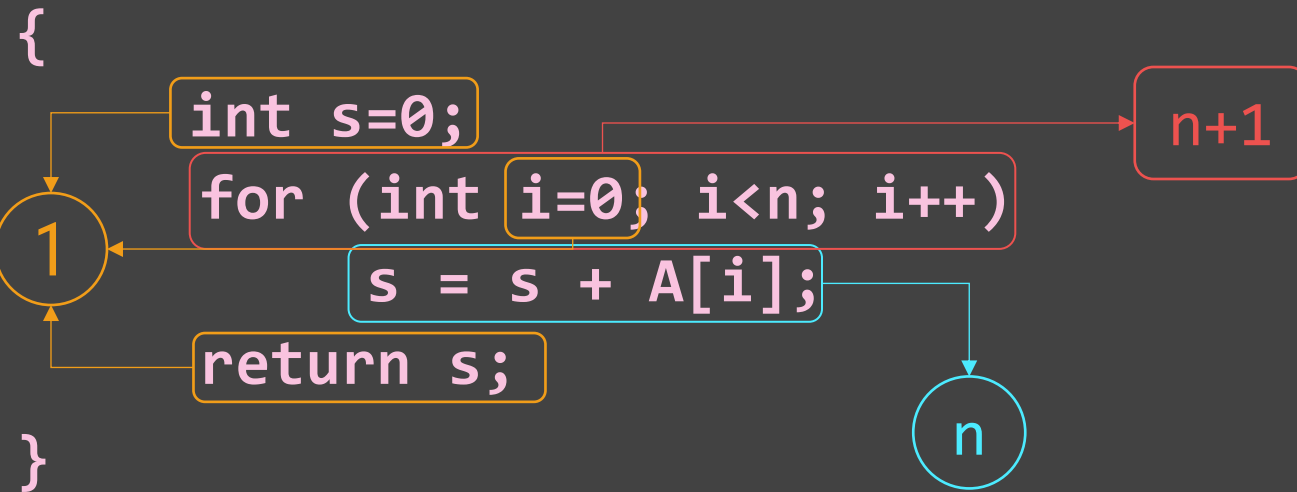 {
int s=0;
n+1
for (int i=0; i<n; i++)
1
s = s + A[i];
return s;
n
}